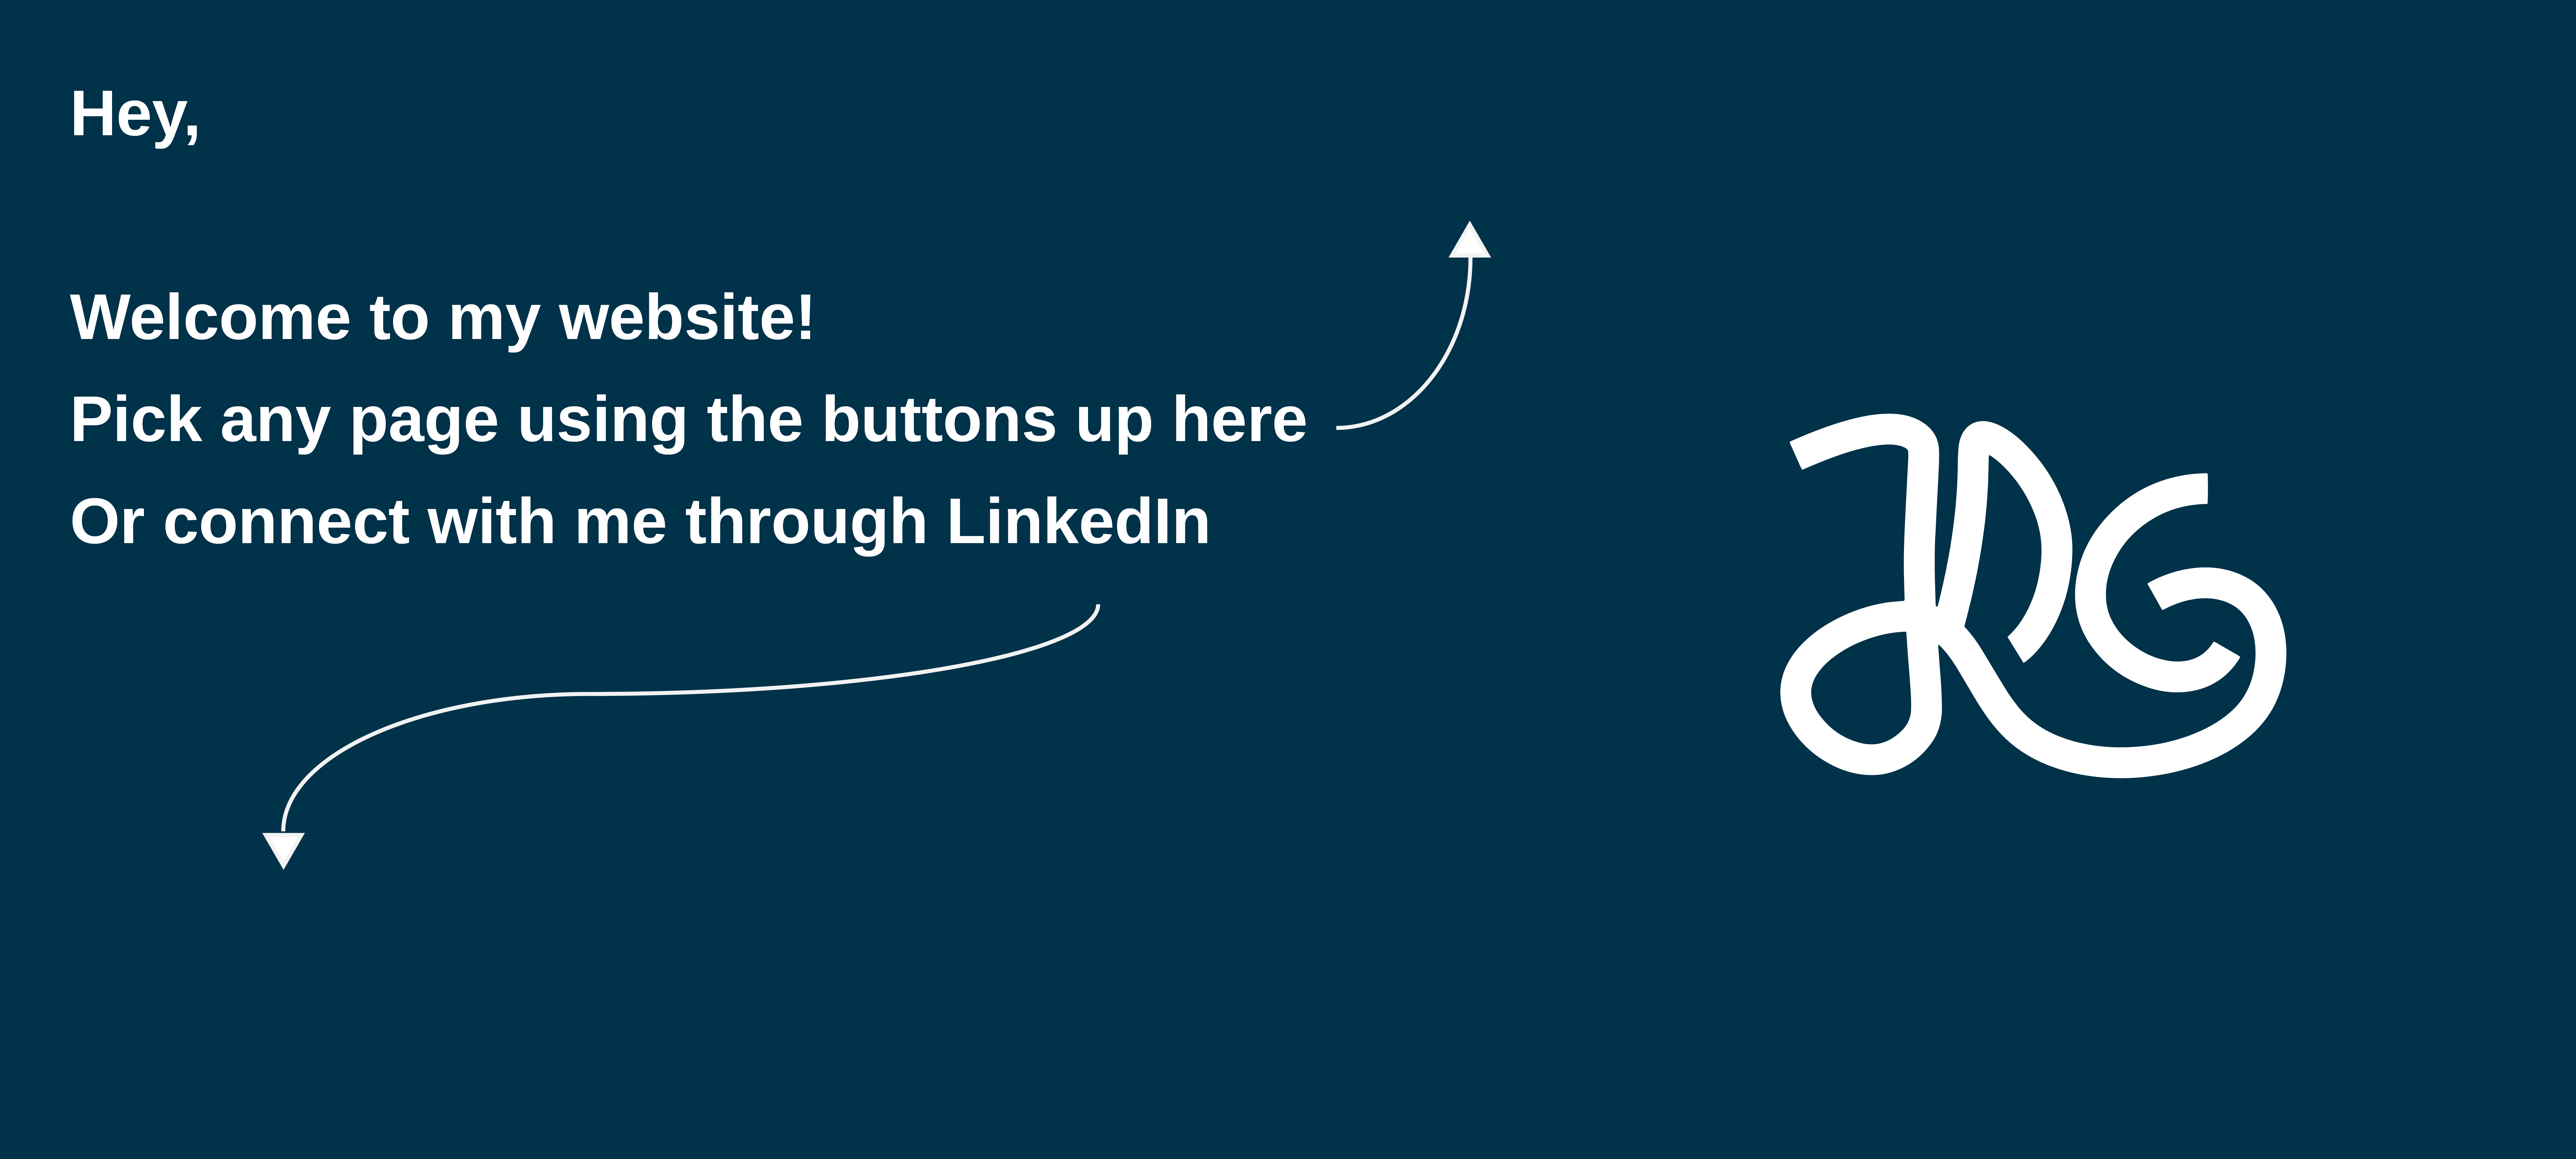 Hey,
Welcome to my website!
Pick any page using the buttons up here
Or connect with me through LinkedIn